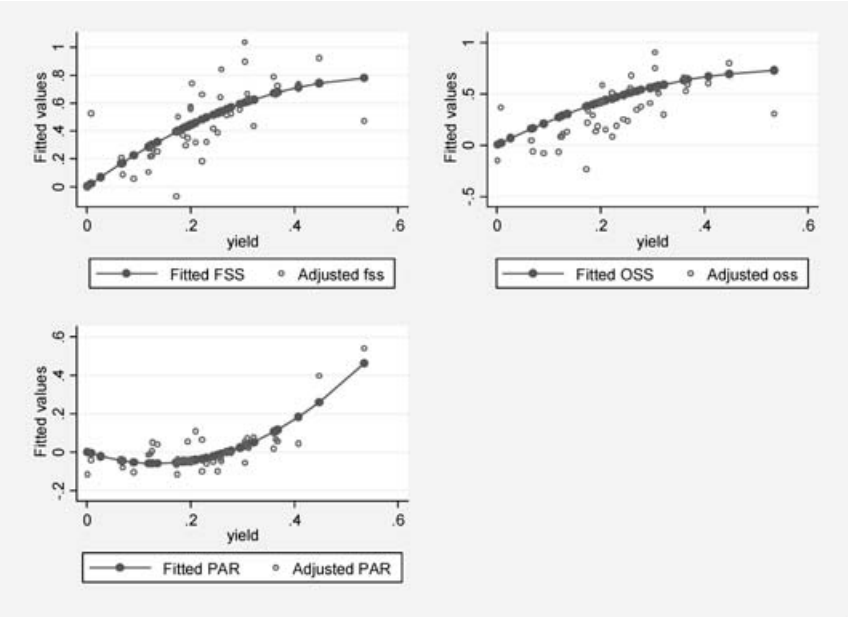 Fitted values
1
.8
.6
.4
.2
0
0 .2 .4 .6
yield
Fitted FSS Adjusted fss
Fitted values
1
.5
0
-.5
0 .2 .4 .6
yield
Fitted OSS Adjusted oss
Fitted values
.6
.4
.2
0
-.2
0 .2 .4 .6
yield
Fitted PAR Adjusted PAR